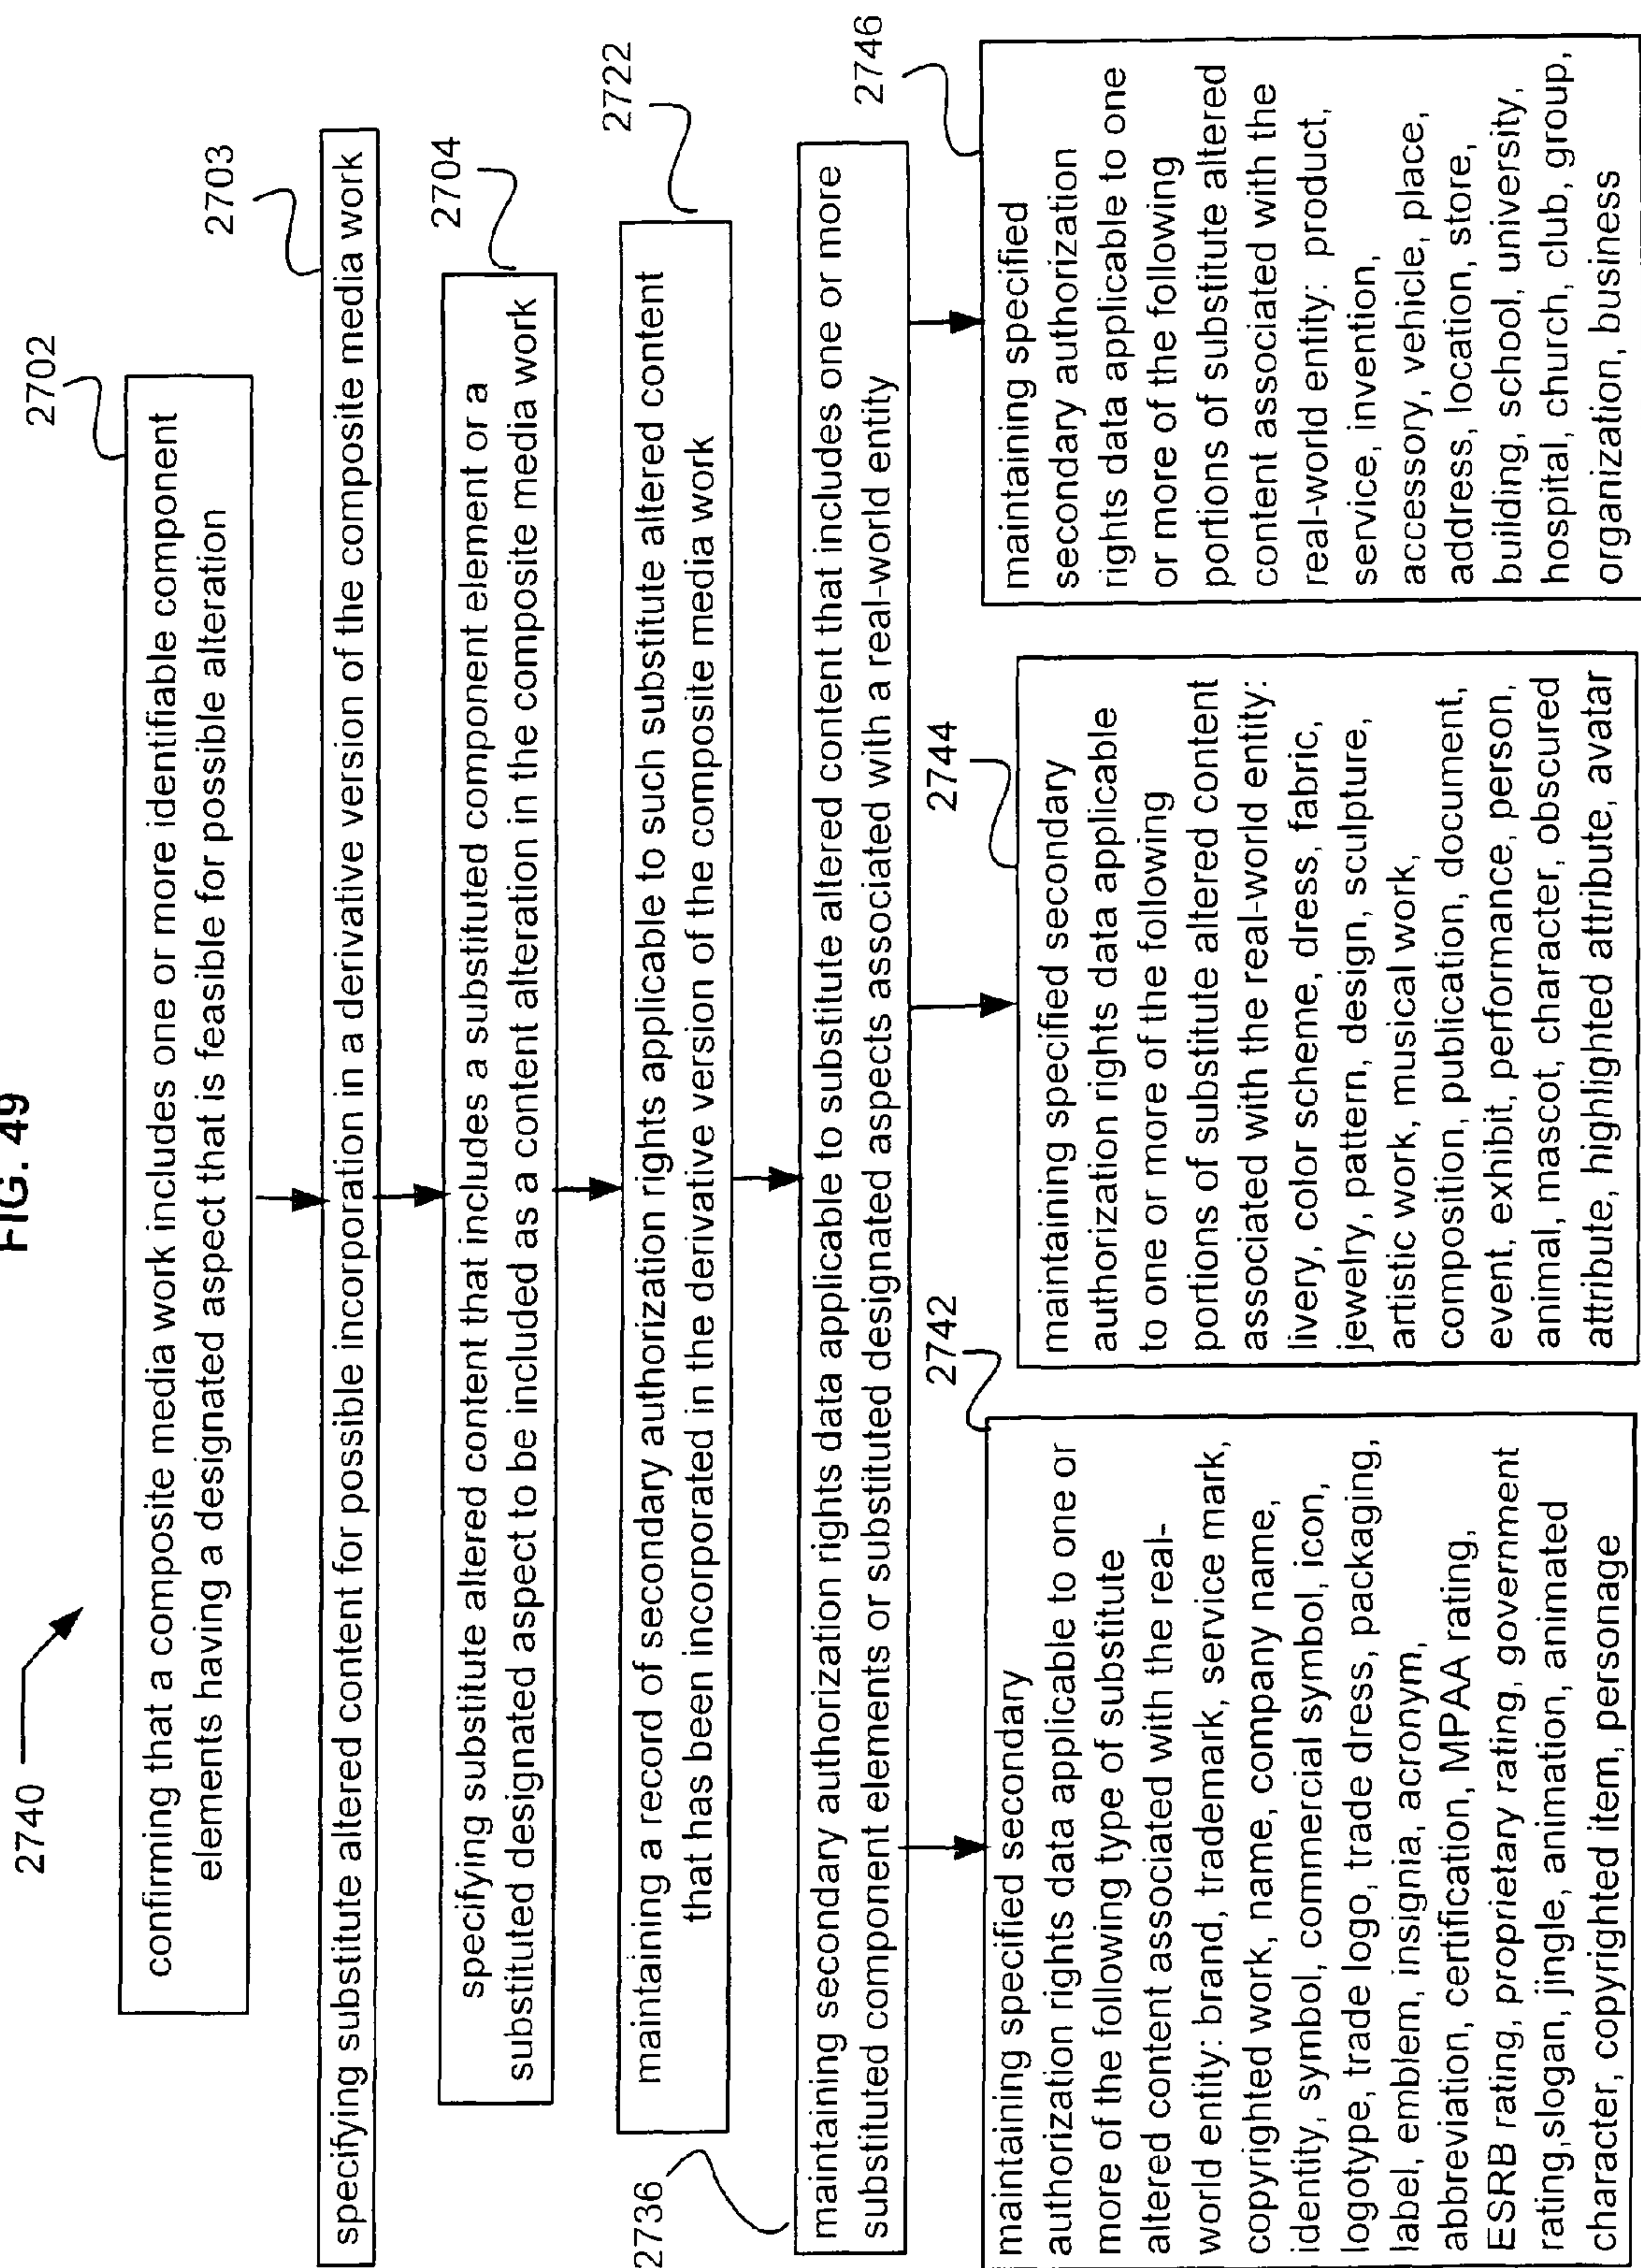 FIG. 49
2740
2702
confirming that a composite media work includes one or more identifiable component
elements having a designated aspect that is feasible for possible alteration
2703
specifying substitute altered content for possible incorporation in a derivative version of the composite media work
2704
specifying substitute altered content that includes a substituted component element or a
substituted designated aspect to be included as a content alteration in the composite media work
2722
maintaining a record of secondary authorization rights applicable to such substitute altered content
that has been incorporated in the derivative version of the composite media work
2736
maintaining secondary authorization rights data applicable to substitute altered content that includes one or more
substituted component elements or substituted designated aspects associated with a real-world entity
2742
maintaining specified secondary
authorization rights data applicable to one or
more of the following type of substitute
altered content associated with the real-
world entity: brand, trademark, service mark,
copyrighted work, name, company name,
identity, symbol, commercial symbol, icon,
logotype, trade logo, trade dress, packaging,
label, emblem, insignia, acronym,
abbreviation, certification, MPAA rating,
ESRB rating, proprietary rating, government
rating,slogan, jingle, animation, animated
character, copyrighted item, personage
2744
maintaining specified secondary
authorization rights data applicable
to one or more of the following
portions of substitute altered content
associated with the real-world entity:
livery, color scheme, dress, fabric,
jewelry, pattern, design, sculpture,
artistic work, musical work,
composition, publication, document,
event, exhibit, performance, person,
animal, mascot, character, obscured
attribute, highlighted attribute, avatar
2746
maintaining specified
secondary authorization
rights data applicable to one
or more of the following
portions of substitute altered
content associated with the
real-world entity: product,
service, invention,
accessory, vehicle, place,
address, location, store,
building, school, university,
hospital, church, club, group,
organization, business